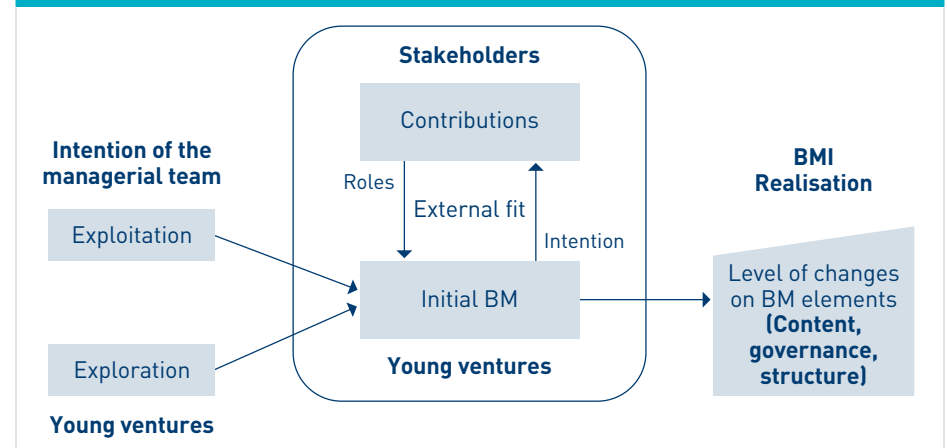 Stakeholders
Contributions
Intention of the
managerial team
Roles
External fit
Intention
Exploitation
Initial BM
Exploration
Young ventures
Young ventures
BMI
Realisation
Level of changes
on BM elements
(Content,
governance,
structure)